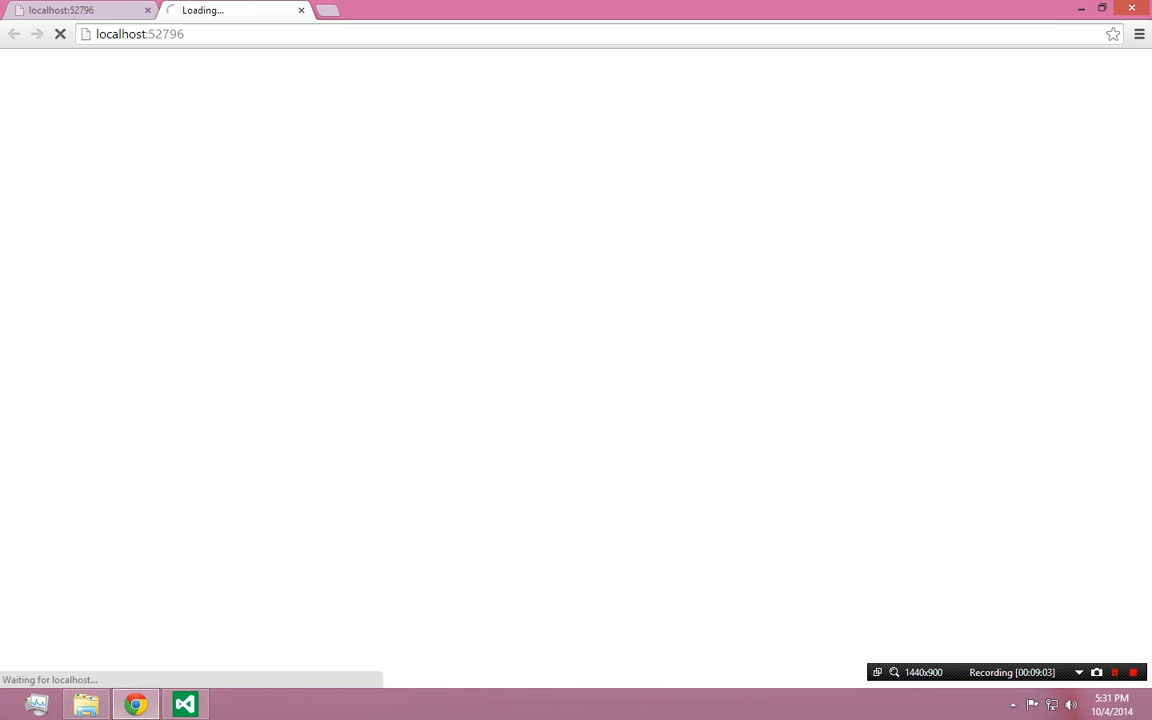 localhost:52796
Loading...
localhost:52796
Waiting for localhost...
1440x900
Recording [00:09:03]
5:31 PM
10/4/2014